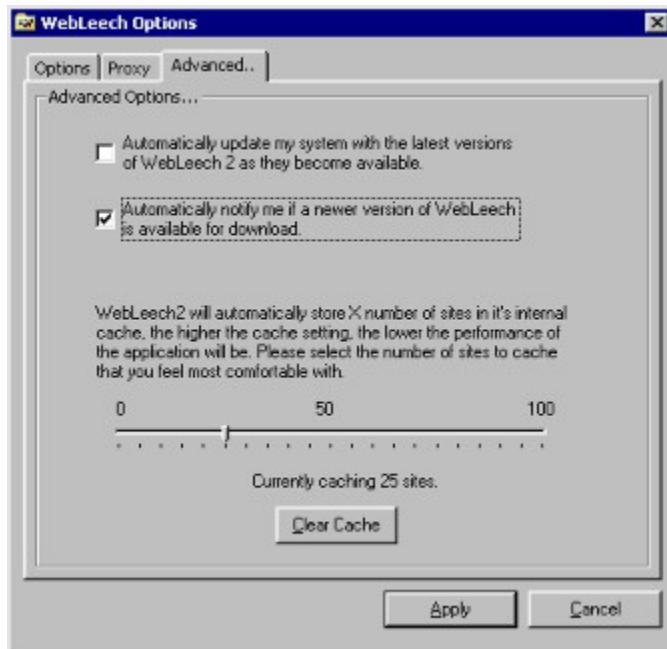 WebLeech Options
Options Proxy Advanced..
Advanced Options...
Automatically update my system with the latest versions
of WebLeech 2 as they become available.
Automatically notify me if a newer version of WebLeech
is available for download.
WebLeech2 will automatically store X number of sites in it's internal
cache, the higher the cache setting, the lower the performance of
the application will be. Please select the number of sites to cache
that you feel most comfortable with.
0 50 100
Currently caching 25 sites.
Clear Cache
Apply Cancel